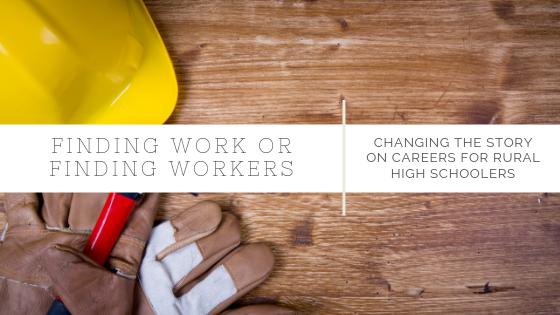 FINDING WORK OR
FINDING WORKERS
CHANGING THE STORY
ON CAREERS FOR RURAL
HIGH SCHOOLERS